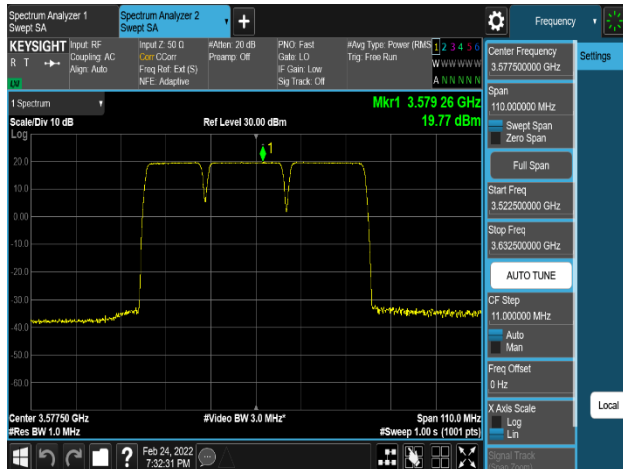 Spectrum Analyzer 1
Swept SA
Spectrum Analyzer 2
Swept SA
+
Frequency
KEYSIGHT
R T
Input: RF
Coupling: AC
Align: Auto
Input Z: 50 Ω
Corr CCorr
Freq Ref: Ext (S)
NFE: Adaptive
#Atten: 20 dB
Preamp: Off
PNO: Fast
Gate: LO
IF Gain: Low
Sig Track: Off
#Avg Type: Power (RMS
Trig: Free Run
1 2 3 4 5 6
W W W W W W
A N N N N N
1 Spectrum
Scale/Div 10 dB
Log
Ref Level 30.00 dBm
Mkr1 3.579 26 GHz
19.77 dBm
1
20.0
10.0
0.00
-10.0
-20.0
-30.0
-40.0
-50.0
-60.0
Center 3.57750 GHz
#Res BW 1.0 MHz
#Video BW 3.0 MHz*
Span 110.0 MHz
#Sweep 1.00 s (1001 pts)
Center Frequency
3.577500000 GHz
Span
110.000000 MHz
Swept Span
Zero Span
Full Span
Start Freq
3.522500000 GHz
Stop Freq
3.632500000 GHz
AUTO TUNE
CF Step
11.000000 MHz
Auto
Man
Freq Offset
0 Hz
X Axis Scale
Log
Lin
Signal Track
(Span Zoom)
Settings
Local
?
Feb 24, 2022
7:32:31 PM